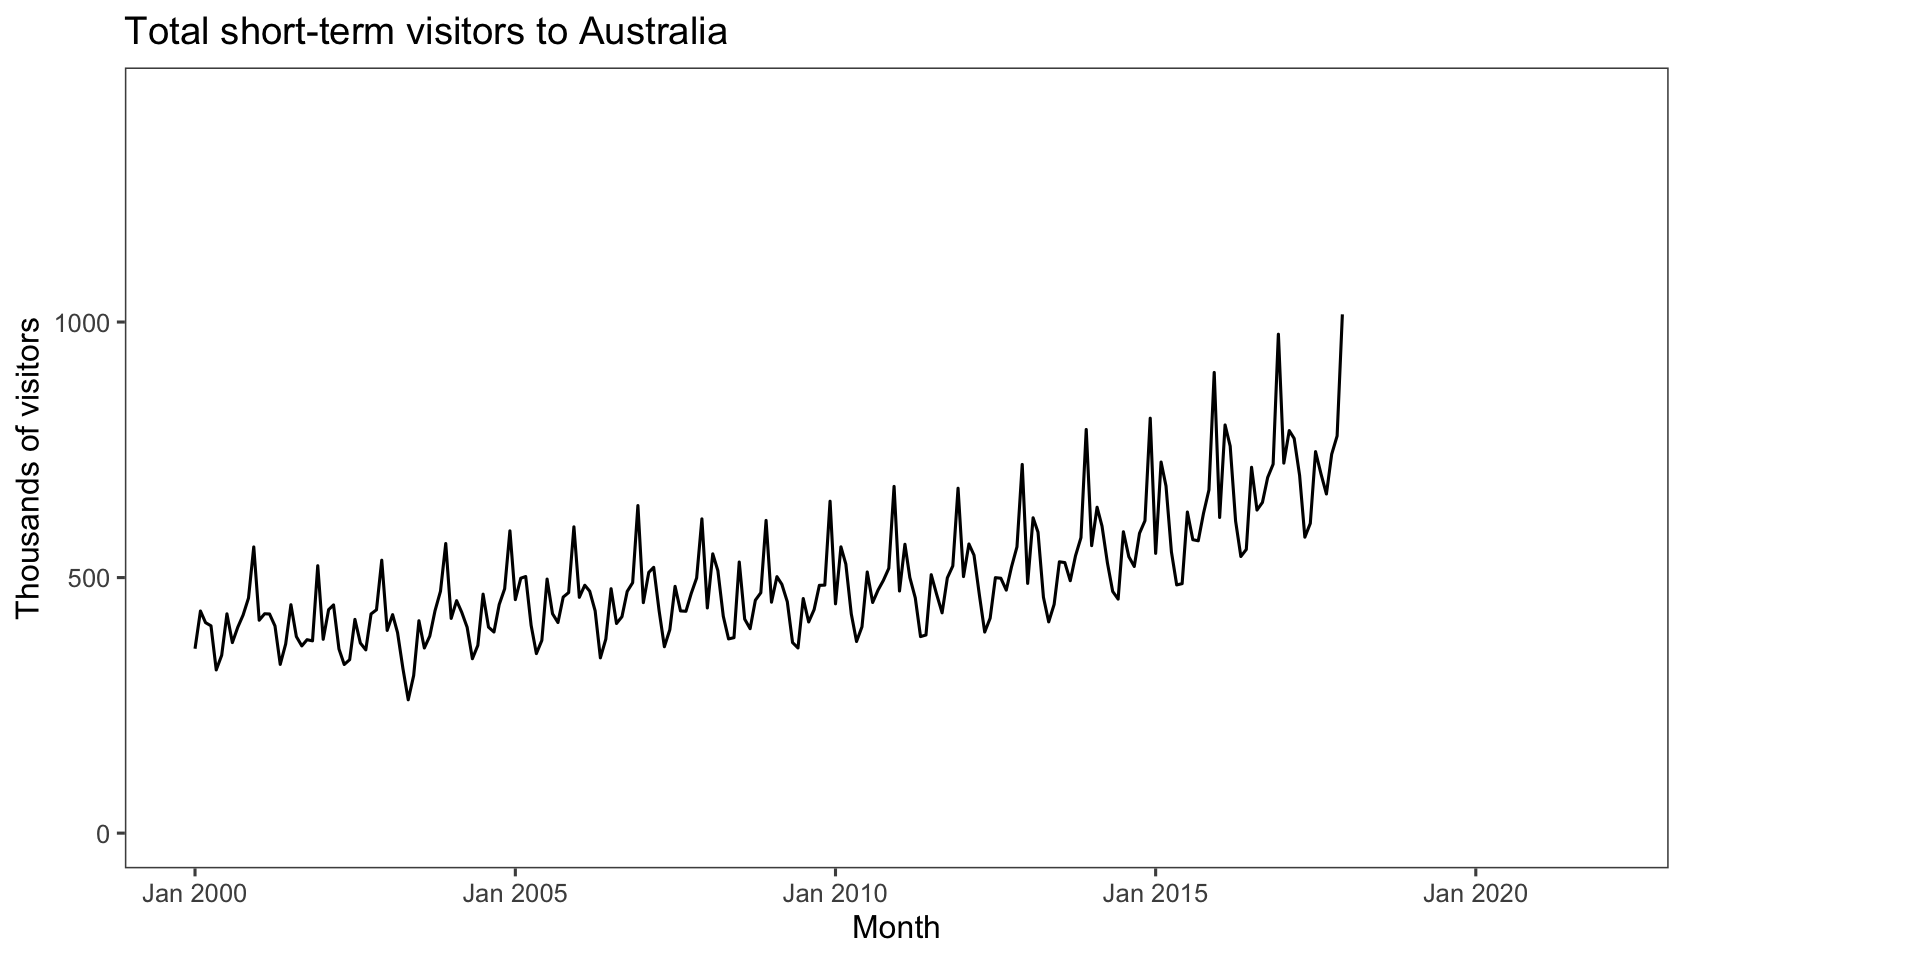 Total short-term visitors to Australia
Thousands of visitors
1000
500
0
Jan 2000 Jan 2005 Jan 2010 Jan 2015 Jan 2020
Month